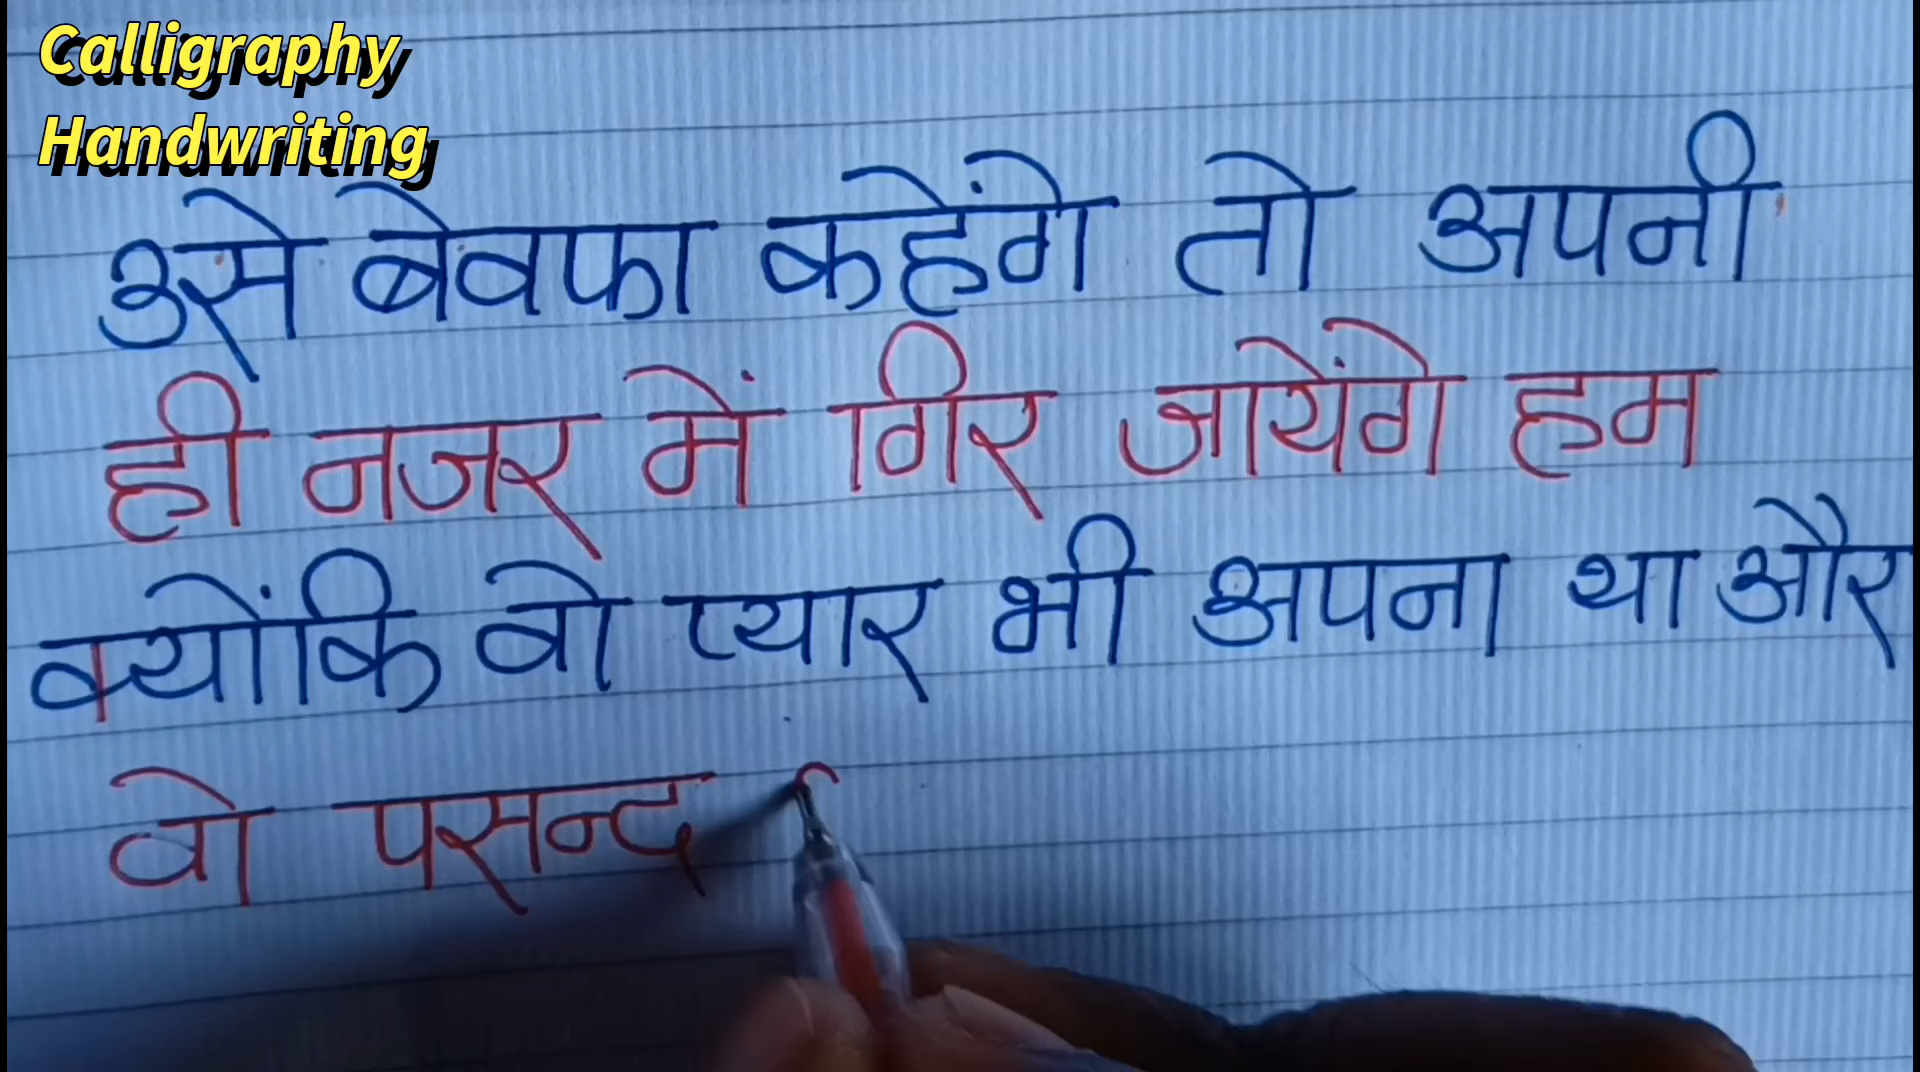 Calligraphy
Handwriting
उसे बेवफा कहेंगे तो अपनी
ही नजर में गिर जायेंगे हम
क्योंकि वो प्यार भी अपना था और
वो पसन्द